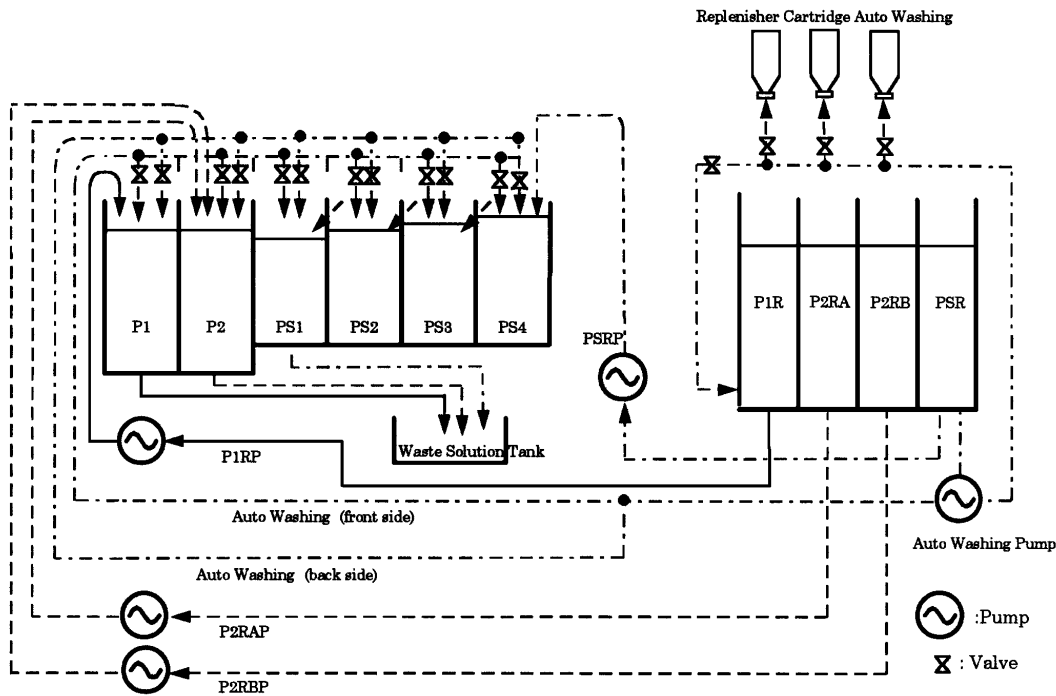 Replenisher Cartridge Auto Washing
P1
P2
PS1
PS2
PS3
PS4
P1R
P2RA
P2RB
PSR
PSRP
Waste Solution Tank
P1RP
Auto Washing (front side)
Auto Washing Pump
Auto Washing (back side)
P2RAP
:Pump
: Valve
P2RBP